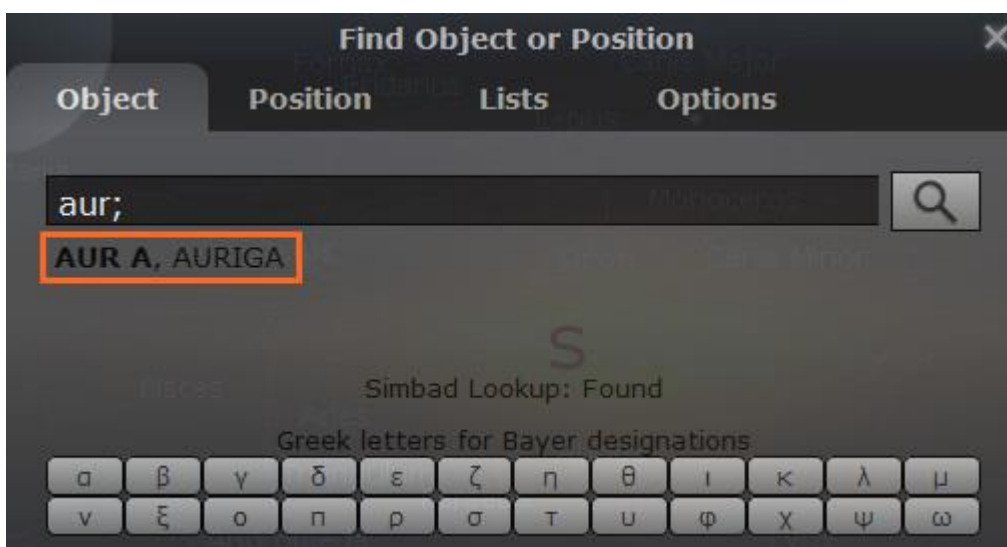 Find Object or Position
Object Position Lists Options
aur;
AUR A, AURIGA
S
Pisces
Simbad Lookup: Found
Greek letters for Bayer designations
α β γ δ ε ζ η θ ι κ λ μ
ν ξ ο π ρ σ τ υ φ χ ψ ω